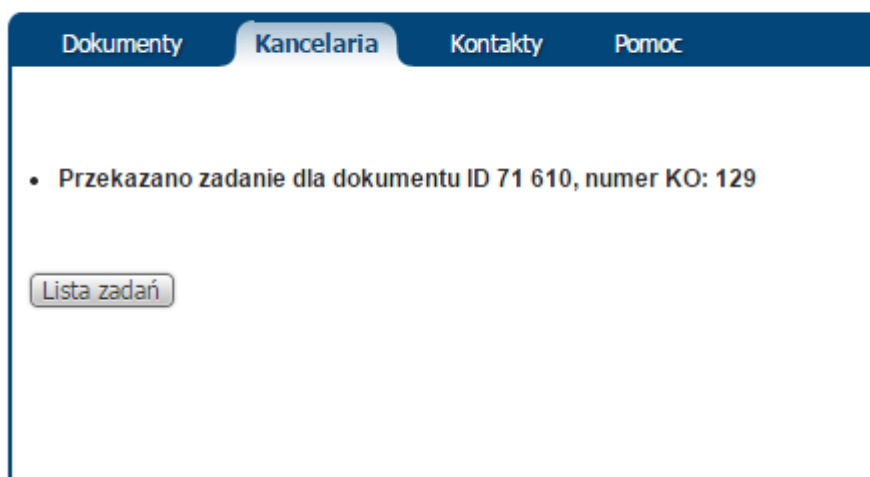 Dokumenty Kancelaria Kontakty Pomoc
• Przekazano zadanie dla dokumentu ID 71 610, numer KO: 129
Lista zadań